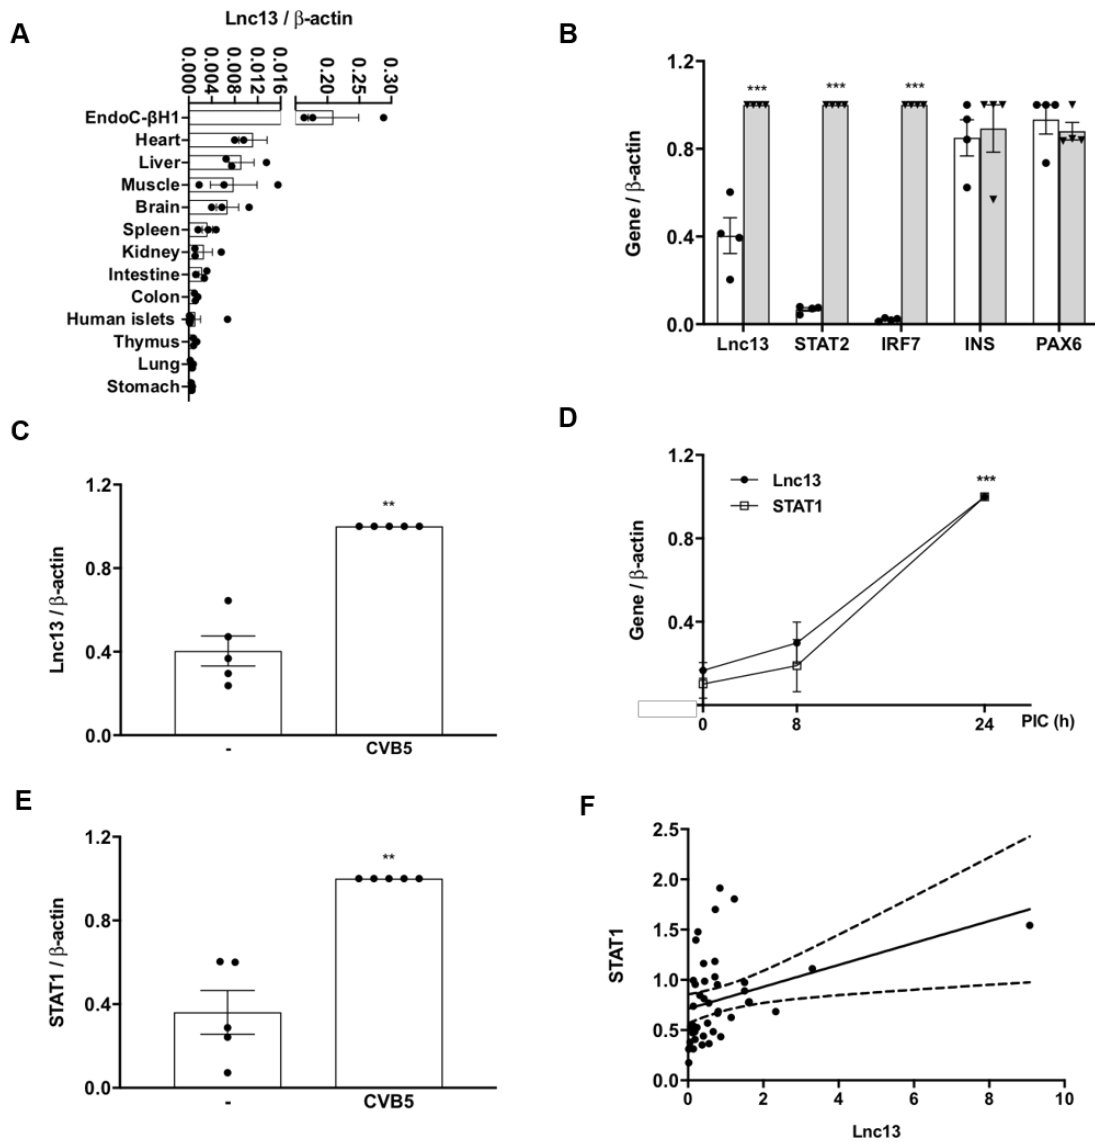 A
Lnc13 / β-actin
0.000 0.004 0.008 0.012 0.016 0.20 0.25 0.30
EndoC-βH1
Heart
Liver
Muscle
Brain
Spleen
Kidney
Intestine
Colon
Human islets
Thymus
Lung
Stomach
B
Gene / β-actin
1.2
0.8
0.4
0.0
*** *** ***
Lnc13 STAT2 IRF7 INS PAX6
C
Lnc13 / β-actin
1.2
0.8
0.4
0.0
**
- CVB5
D
Gene / β-actin
1.2
0.8
0.4
Lnc13
STAT1
***
0 8 24 PIC (h)
E
STAT1 / β-actin
1.2
0.8
0.4
0.0
**
- CVB5
F
STAT1
2.5
2.0
1.5
1.0
0.5
0.0
0 2 4 6 8 10
Lnc13